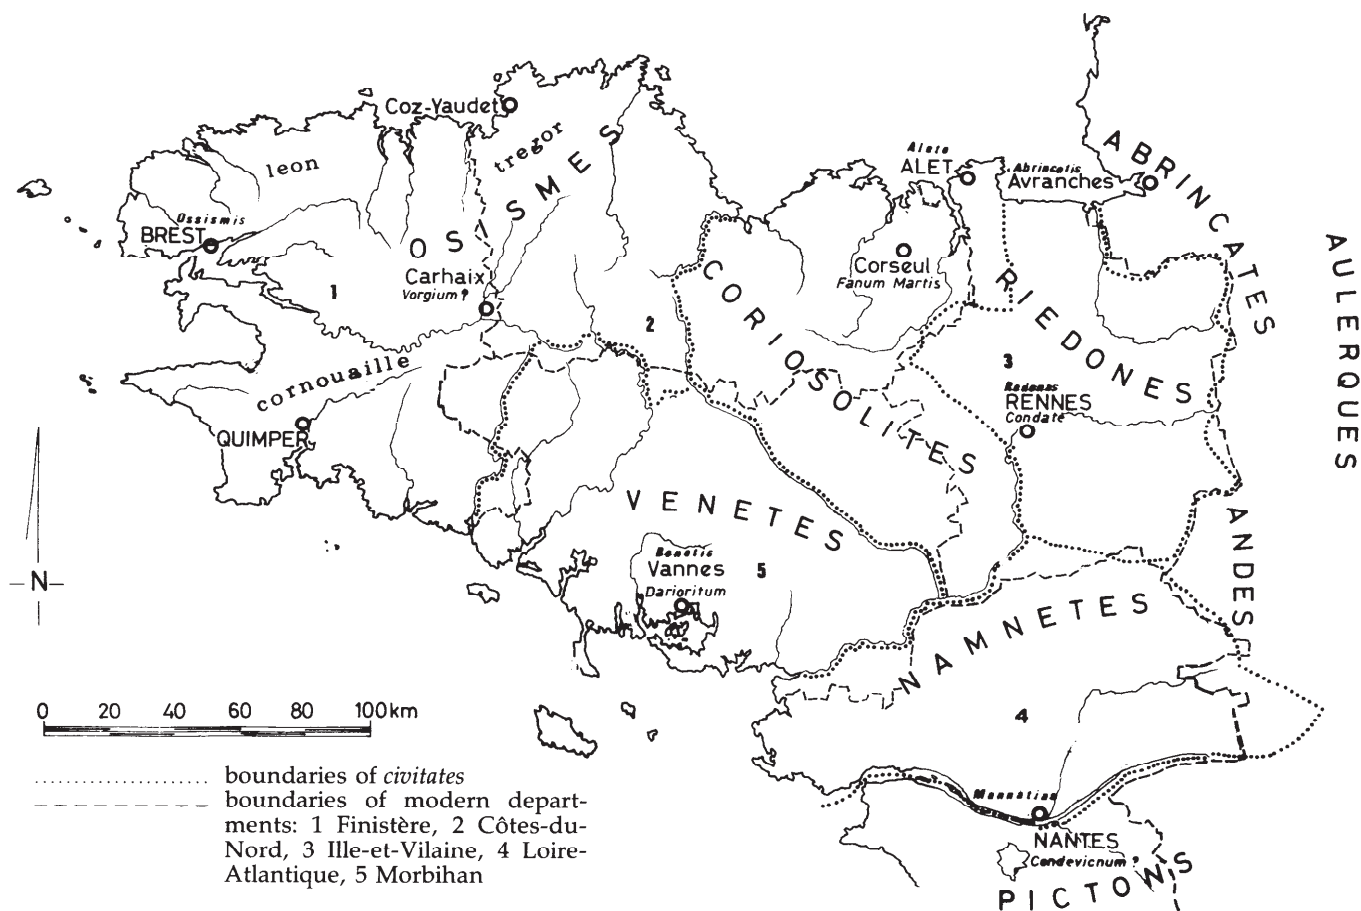 Coz-Yaudet
tregor
leon
OSSISMES
Ossismis
BREST
Carhaix
Vorgium?
1
cornouaille
QUIMPER
2
Aleto
ALET
Abrincatis
Avranches
ABRINCATES
Corseul
Fanum Martis
CORIOSOLITES
RIEDONES
3
Redonas
RENNES
Condate
AULERQUES
ANDES
VENETES
Benetis
Vannes
Darioritum
5
NAMNETES
4
NANTES
Condevicnum?
PICTONS
N
0 20 40 60 80 100km
boundaries of civitates
boundaries of modern depart-
ments: 1 Finistère, 2 Côtes-du-
Nord, 3 Ille-et-Vilaine, 4 Loire-
Atlantique, 5 Morbihan